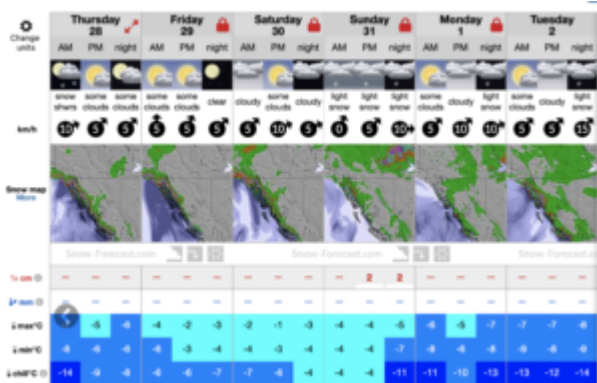 Thursday Friday Saturday Sunday Monday Tuesday
28 29 30 31 1 2
Change units
AM PM night AM PM night AM PM night AM PM night AM PM night AM PM night
snow shwrs some clouds some clouds some clouds some clouds clear cloudy some clouds cloudy light snow light snow light snow some clouds cloudy light snow some clouds cloudy light snow
km/h 10 5 5 5 5 5 5 10 10 0 5 10 5 10 10 5 5 15
Snow map
More
Snow-Forecast.com Snow-Forecast.com Snow-Forecast.c
cm — — — — — — — — — — 2 2 — — — — — —
mm — — — — — — — — — — — — — — — — — —
max°C -5 -6 -4 -2 -3 -2 -1 -3 -4 -4 -5 -6 -5 -7 -7 -7 -8
min°C -8 -6 -6 -6 -3 -4 -4 -3 -4 -4 -4 -7 -8 -8 -8 -8 -8 -9
chill°C -14 -9 -8 -6 -6 -7 -7 -6 -4 -4 -4 -11 -11 -10 -13 -13 -12 -14